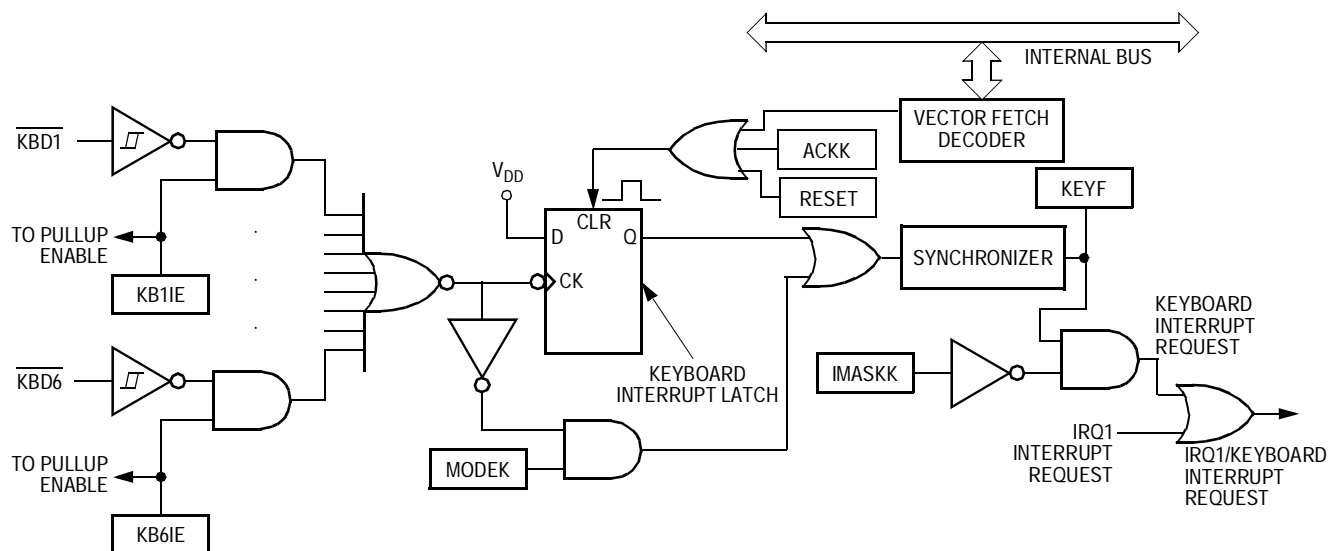 INTERNAL BUS
VECTOR FETCH
DECODER
KBD1
ACKK
VDD
KEYF
RESET
CLR
TO PULLUP
ENABLE
D
Q
SYNCHRONIZER
KB1IE
CK
KEYBOARD
INTERRUPT
REQUEST
KBD6
KEYBOARD
INTERRUPT LATCH
IMASKK
IRQ1
INTERRUPT
REQUEST
TO PULLUP
ENABLE
MODEK
IRQ1/KEYBOARD
INTERRUPT
REQUEST
KB6IE